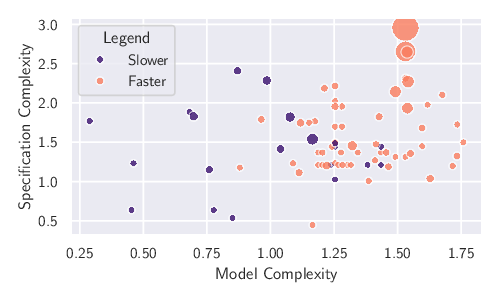 Specification Complexity
3.0
2.5
2.0
1.5
1.0
0.5
Legend
Slower
Faster
0.25 0.50 0.75 1.00 1.25 1.50 1.75
Model Complexity